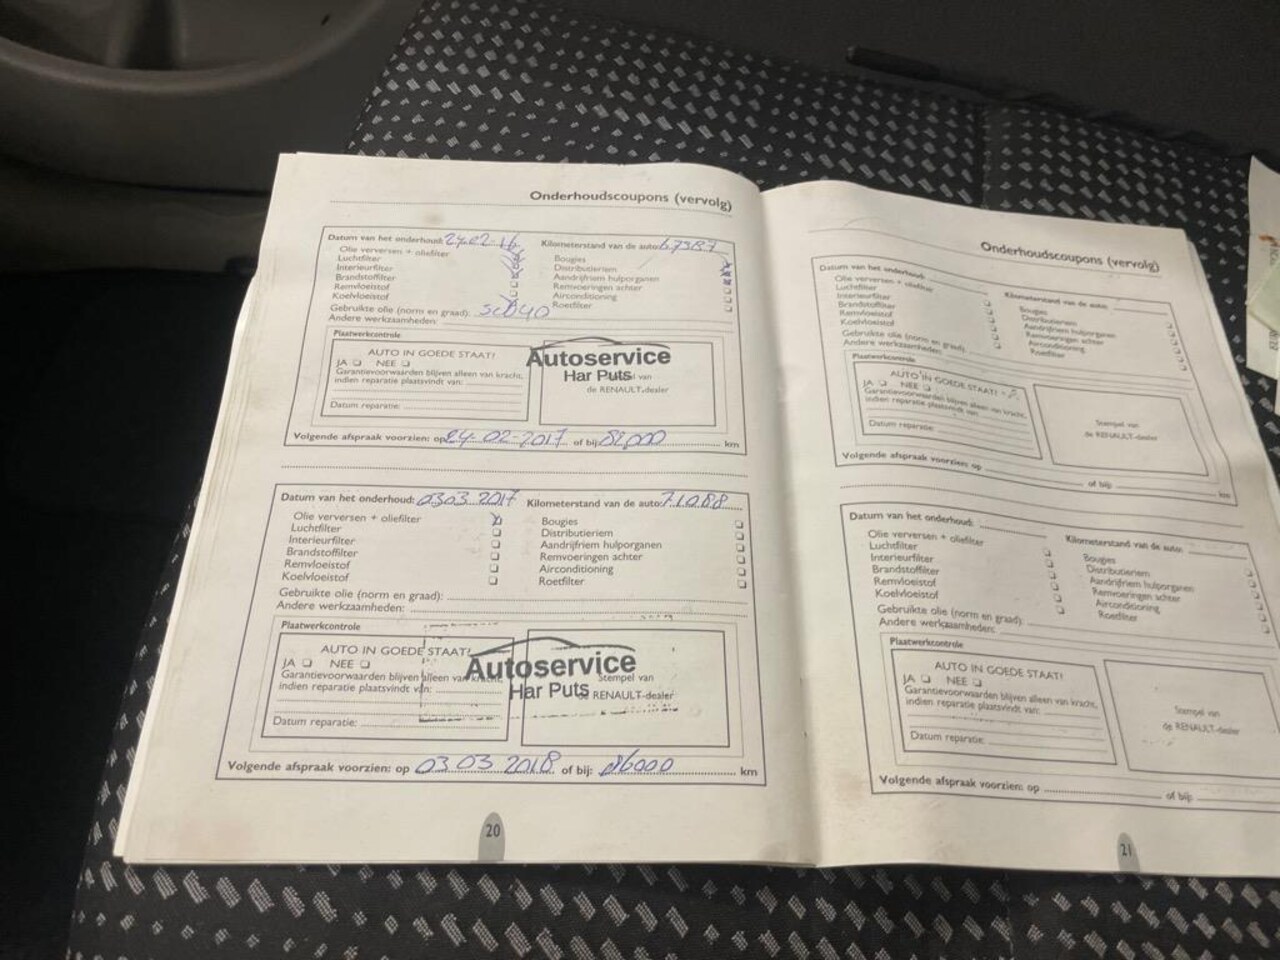 Onderhoudscoupons (vervolg)
Datum van het onderhoud: 24.02-16 Kilometerstand van de auto: 67387
Olie verversen + oliefilter
Luchtfilter
Interieurfilter
Brandstoffilter
Remvloeistof
Koelvloeistof
Bougies
Distributieriem
Aandrijfriem hulporganen
Remvoeringen achter
Airconditioning
Roetfilter
Gebruikte olie (norm en graad):
Andere werkzaamheden:
Plaatwerkcontrole
AUTO IN GOEDE STAAT?
JA NEE
Garantievoorwaarden blijven alleen van kracht,
indien reparatie plaatsvindt van:
Datum reparatie:
Autoservice
Har Puts
van
de RENAULT-dealer
Volgende afspraak voorzien: op 24-02-2017 of bij: 82,000 km
Datum van het onderhoud: 03.03.2017 Kilometerstand van de auto: 71.088
Olie verversen + oliefilter
Luchtfilter
Interieurfilter
Brandstoffilter
Remvloeistof
Koelvloeistof
Bougies
Distributieriem
Aandrijfriem hulporganen
Remvoeringen achter
Airconditioning
Roetfilter
Gebruikte olie (norm en graad):
Andere werkzaamheden:
Plaatwerkcontrole
AUTO IN GOEDE STAAT?
JA NEE
Garantievoorwaarden blijven alleen van kracht,
indien reparatie plaatsvindt van:
Datum reparatie:
Autoservice
Har Puts
Stempel van
de RENAULT-dealer
Volgende afspraak voorzien: op 03 03 2018 of bij: 86000 km
20
Onderhoudscoupons (vervolg)
Datum van het onderhoud: Kilometerstand van de auto:
Olie verversen + oliefilter
Luchtfilter
Interieurfilter
Brandstoffilter
Remvloeistof
Koelvloeistof
Bougies
Distributieriem
Aandrijfriem hulporganen
Remvoeringen achter
Airconditioning
Roetfilter
Gebruikte olie (norm en graad):
Andere werkzaamheden:
Plaatwerkcontrole
AUTO IN GOEDE STAAT?
JA NEE
Garantievoorwaarden blijven alleen van kracht,
indien reparatie plaatsvindt van:
Datum reparatie:
Stempel van
de RENAULT-dealer
Volgende afspraak voorzien: op of bij: km
Datum van het onderhoud: Kilometerstand van de auto:
Olie verversen + oliefilter
Luchtfilter
Interieurfilter
Brandstoffilter
Remvloeistof
Koelvloeistof
Bougies
Distributieriem
Aandrijfriem hulporganen
Remvoeringen achter
Airconditioning
Roetfilter
Gebruikte olie (norm en graad):
Andere werkzaamheden:
Plaatwerkcontrole
AUTO IN GOEDE STAAT?
JA NEE
Garantievoorwaarden blijven alleen van kracht,
indien reparatie plaatsvindt van:
Datum reparatie:
Stempel van
de RENAULT-dealer
Volgende afspraak voorzien: op of bij:
21